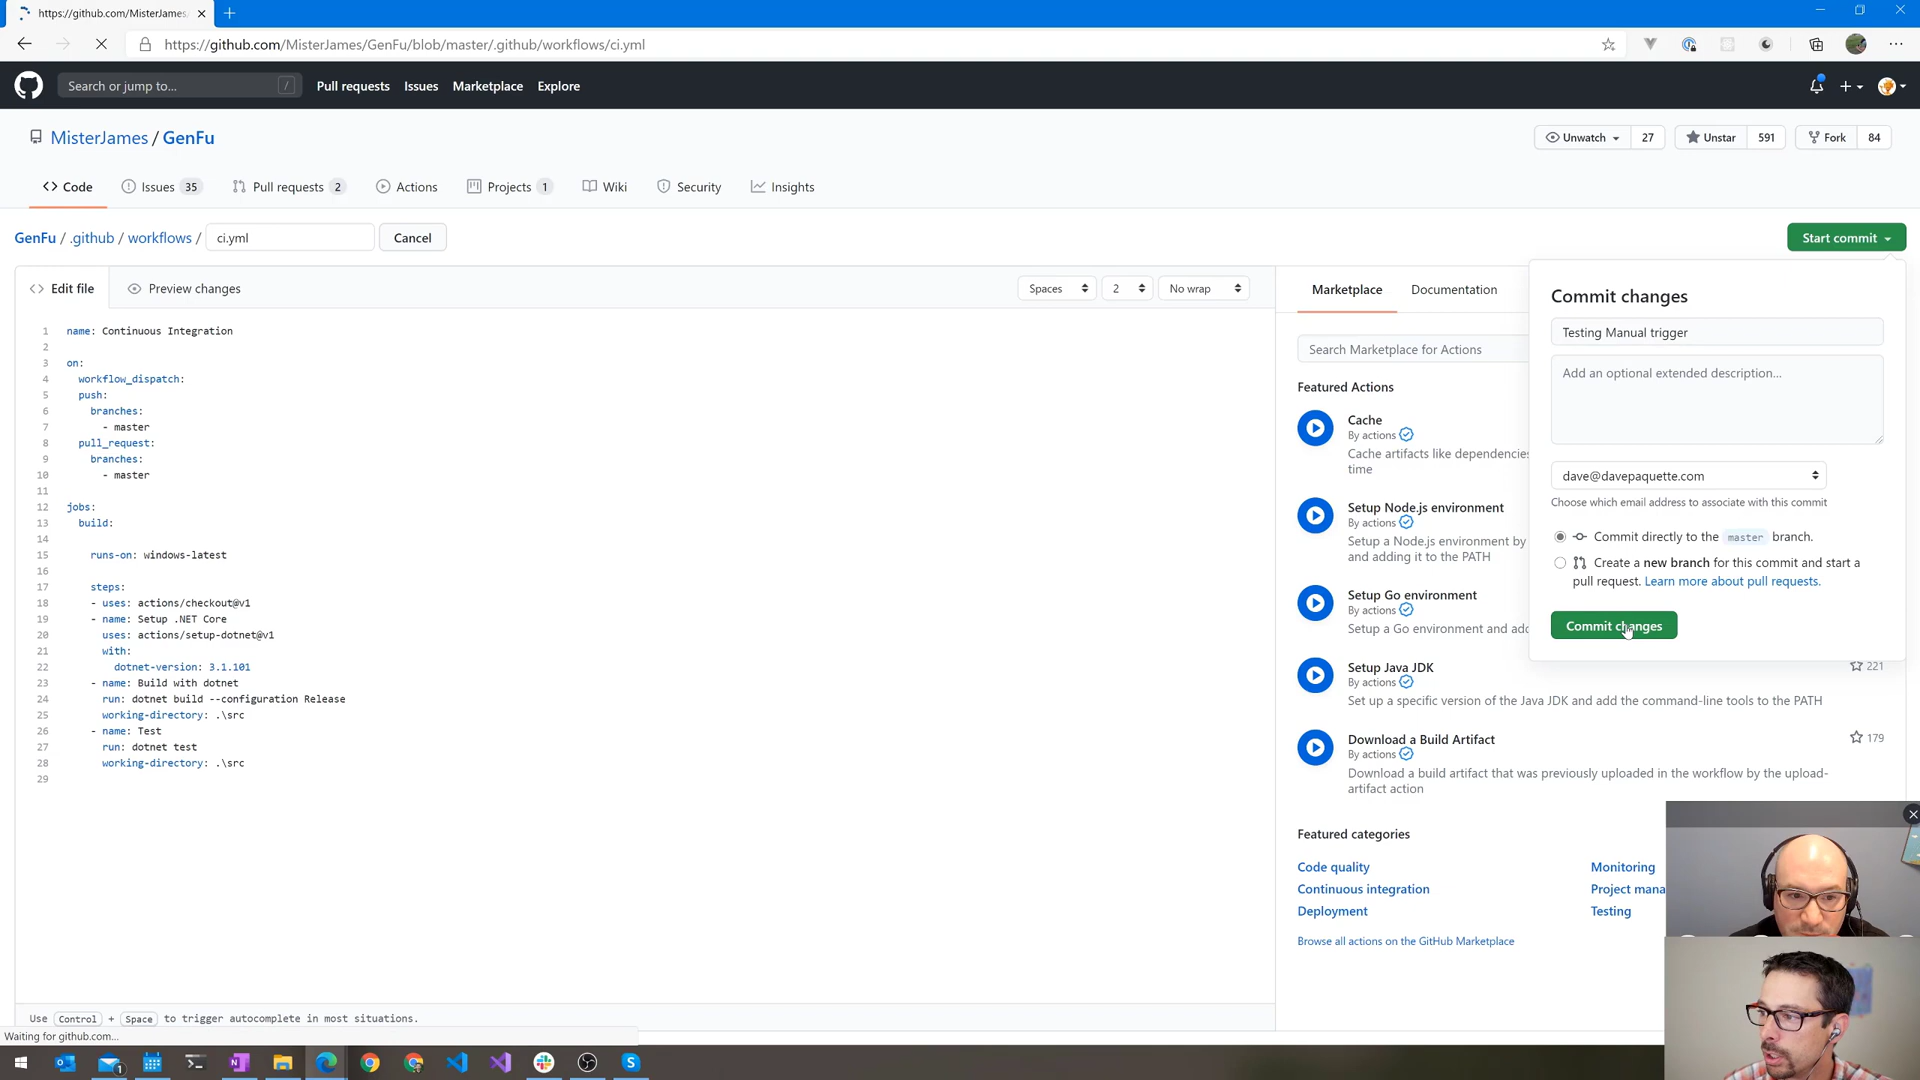 https://github.com/MisterJames
https://github.com/MisterJames/GenFu/blob/master/.github/workflows/ci.yml
Search or jump to... /
Pull requests Issues Marketplace Explore
MisterJames / GenFu
Unwatch 27 Unstar 591 Fork 84
Code Issues 35 Pull requests 2 Actions Projects 1 Wiki Security Insights
GenFu / .github / workflows / ci.yml Cancel
Start commit
Edit file Preview changes
Spaces 2 No wrap
1 name: Continuous Integration
2
3 on:
4 workflow_dispatch:
5 push:
6 branches:
7 - master
8 pull_request:
9 branches:
10 - master
11
12 jobs:
13 build:
14
15 runs-on: windows-latest
16
17 steps:
18 - uses: actions/checkout@v1
19 - name: Setup .NET Core
20 uses: actions/setup-dotnet@v1
21 with:
22 dotnet-version: 3.1.101
23 - name: Build with dotnet
24 run: dotnet build --configuration Release
25 working-directory: .\src
26 - name: Test
27 run: dotnet test
28 working-directory: .\src
29
Use Control + Space to trigger autocomplete in most situations.
Waiting for github.com...
Marketplace Documentation
Search Marketplace for Actions
Featured Actions
Cache
By actions
Cache artifacts like dependencies
time
Setup Node.js environment
By actions
Setup a Node.js environment by
and adding it to the PATH
Setup Go environment
By actions
Setup a Go environment and add
Setup Java JDK
221
By actions
Set up a specific version of the Java JDK and add the command-line tools to the PATH
Download a Build Artifact
179
By actions
Download a build artifact that was previously uploaded in the workflow by the upload-
artifact action
Featured categories
Code quality Monitoring
Continuous integration Project mana
Deployment Testing
Browse all actions on the GitHub Marketplace
Commit changes
Testing Manual trigger
Add an optional extended description...
dave@davepaquette.com
Choose which email address to associate with this commit
Commit directly to the master branch.
Create a new branch for this commit and start a
pull request. Learn more about pull requests.
Commit changes
1